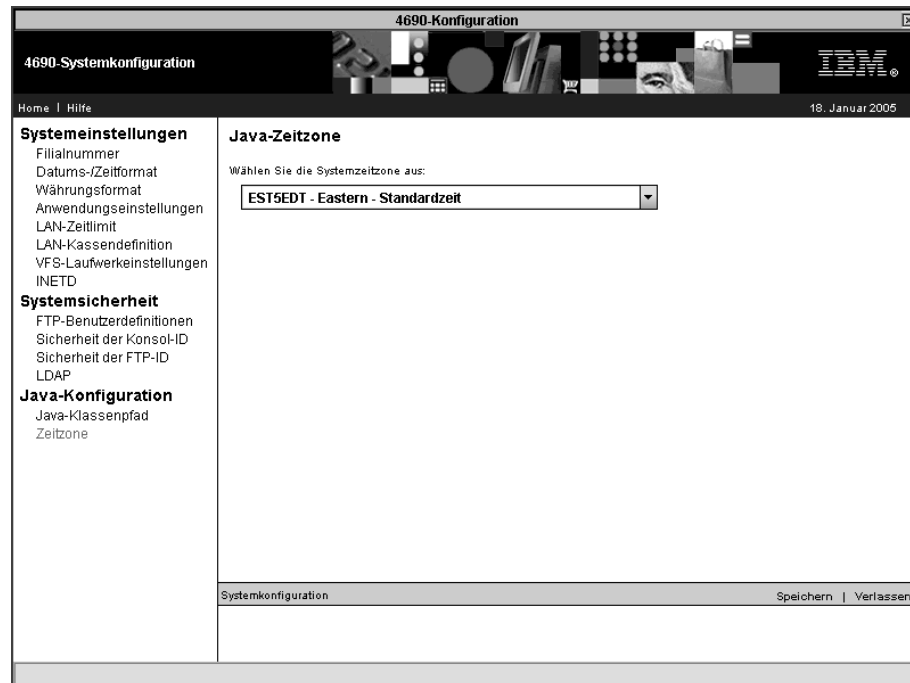 4690-Konfiguration
4690-Systemkonfiguration
IBM®
Home | Hilfe
18. Januar 2005
Systemeinstellungen
Filialnummer
Datums-/Zeitformat
Währungsformat
Anwendungseinstellungen
LAN-Zeitlimit
LAN-Kassendefinition
VFS-Laufwerkeinstellungen
INETD
Systemsicherheit
FTP-Benutzerdefinitionen
Sicherheit der Konsol-ID
Sicherheit der FTP-ID
LDAP
Java-Konfiguration
Java-Klassenpfad
Zeitzone
Java-Zeitzone
Wählen Sie die Systemzeitzone aus:
EST5EDT - Eastern - Standardzeit
Systemkonfiguration
Speichern | Verlassen